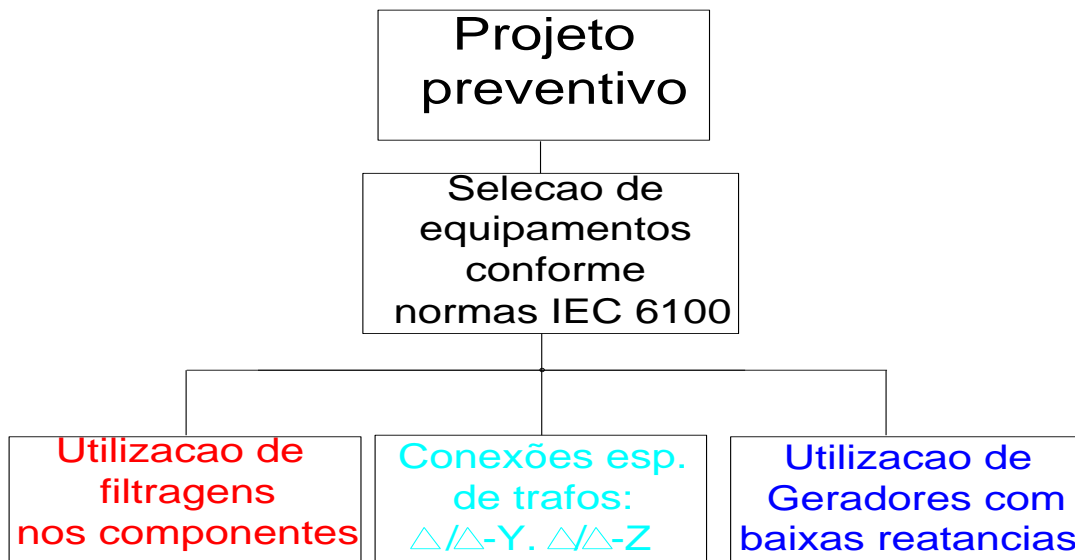 Projeto
preventivo
Selecao de
equipamentos
conforme
normas IEC 6100
Utilizacao de
filtragens
nos componentes
Conexões esp.
de trafos:
△/△-Y. △/△-Z
Utilizacao de
Geradores com
baixas reatancias